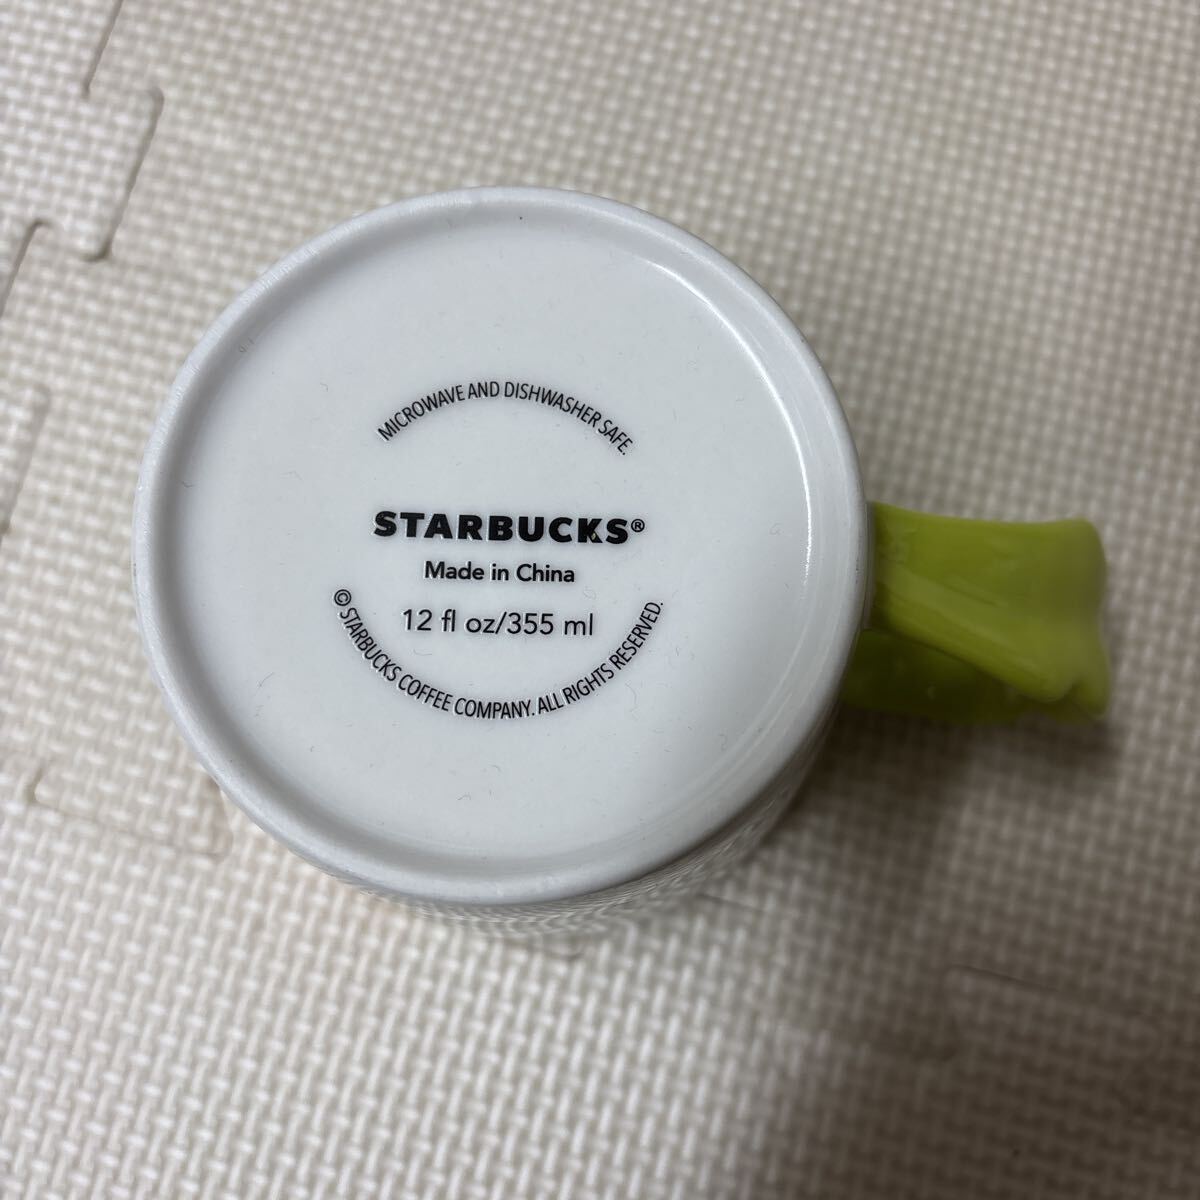 MICROWAVE AND DISHWASHER SAFE.
STARBUCKS®
Made in China
12 fl oz/355 ml
© STARBUCKS COFFEE COMPANY. ALL RIGHTS RESERVED.